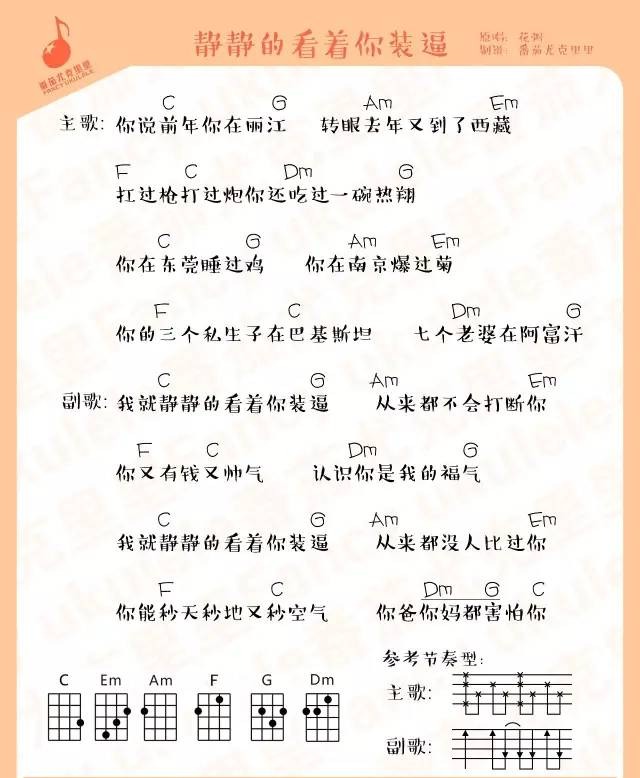 静静的看着你装逼
原唱: 花粥
制谱: 番茄尤克里里
番茄尤克里里
FANCYUKULELE
C G Am Em
主歌: 你说前年你在丽江 转眼去年又到了西藏
F C Dm G
扛过枪打过炮你还吃过一碗热翔
C G Am Em
你在东莞睡过鸡 你在南京爆过菊
F C Dm G
你的三个私生子在巴基斯坦 七个老婆在阿富汗
C G Am Em
副歌: 我就静静的看着你装逼 从来都不会打断你
F C Dm G
你又有钱又帅气 认识你是我的福气
C G Am Em
我就静静的看着你装逼 从来都没人比过你
F C Dm G C
你能秒天秒地又秒空气 你爸你妈都害怕你
C Em Am F G Dm
参考节奏型:
主歌:
副歌: